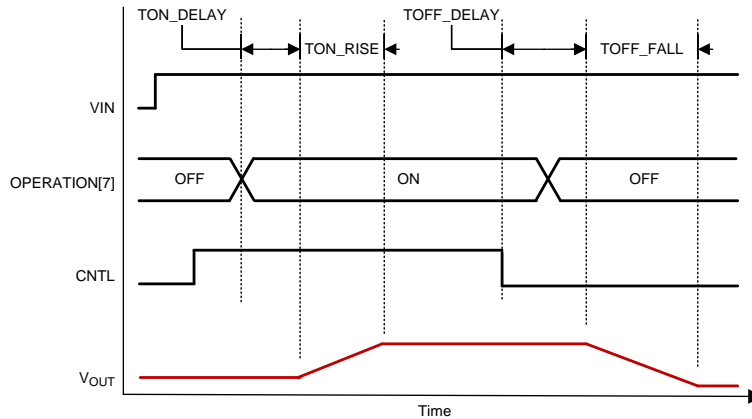 TON_DELAY
TOFF_DELAY
TON_RISE
TOFF_FALL
VIN
OPERATION[7]
OFF
ON
OFF
CNTL
VOUT
Time